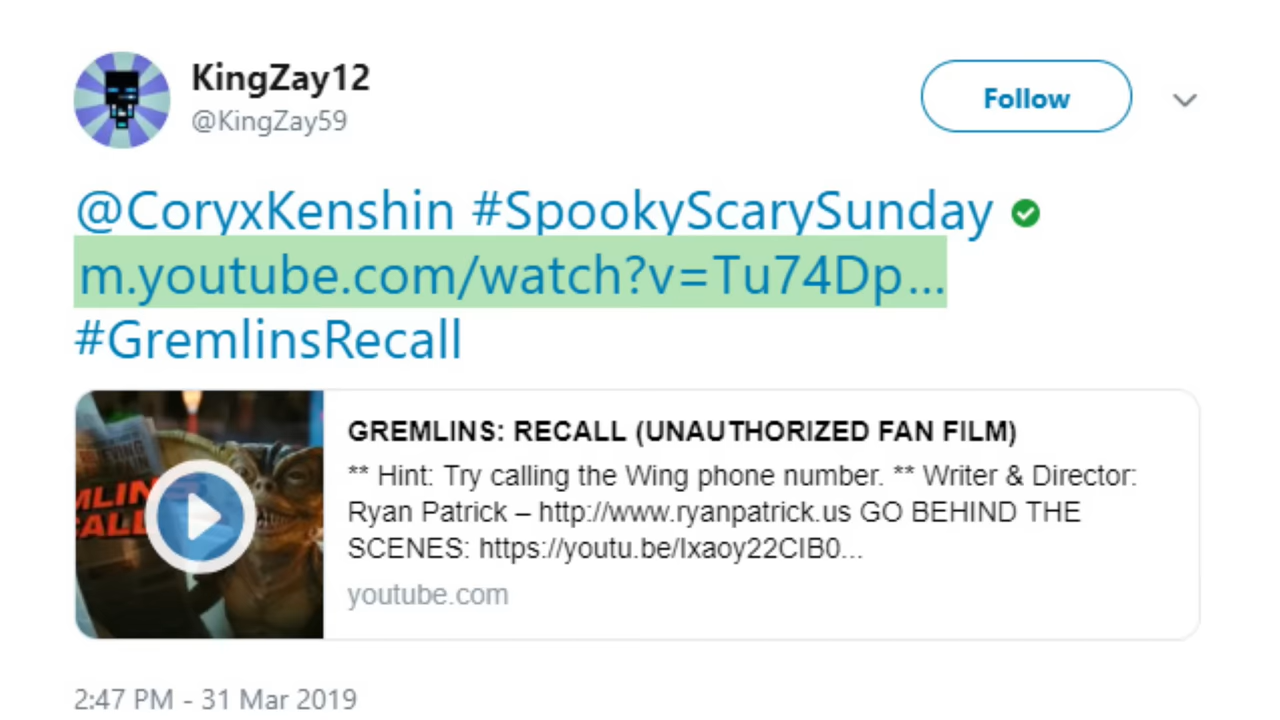 KingZay12
@KingZay59
Follow
@CoryxKenshin #SpookyScarySunday
m.youtube.com/watch?v=Tu74Dp...
#GremlinsRecall
GREMLINS: RECALL (UNAUTHORIZED FAN FILM)
** Hint: Try calling the Wing phone number. ** Writer & Director:
Ryan Patrick – http://www.ryanpatrick.us GO BEHIND THE
SCENES: https://youtu.be/Ixaoy22CIB0...
youtube.com
2:47 PM - 31 Mar 2019